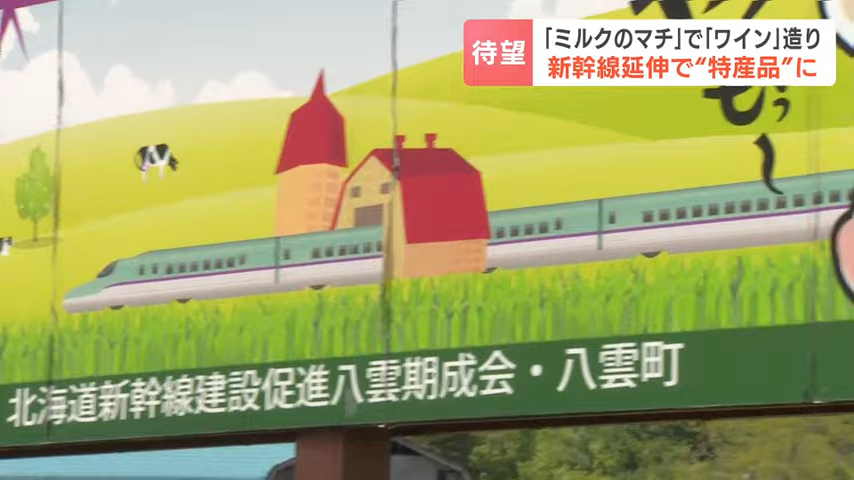 待望
「ミルクのマチ」で「ワイン」造り
新幹線延伸で“特産品”に
北海道新幹線建設促進八雲期成会・八雲町